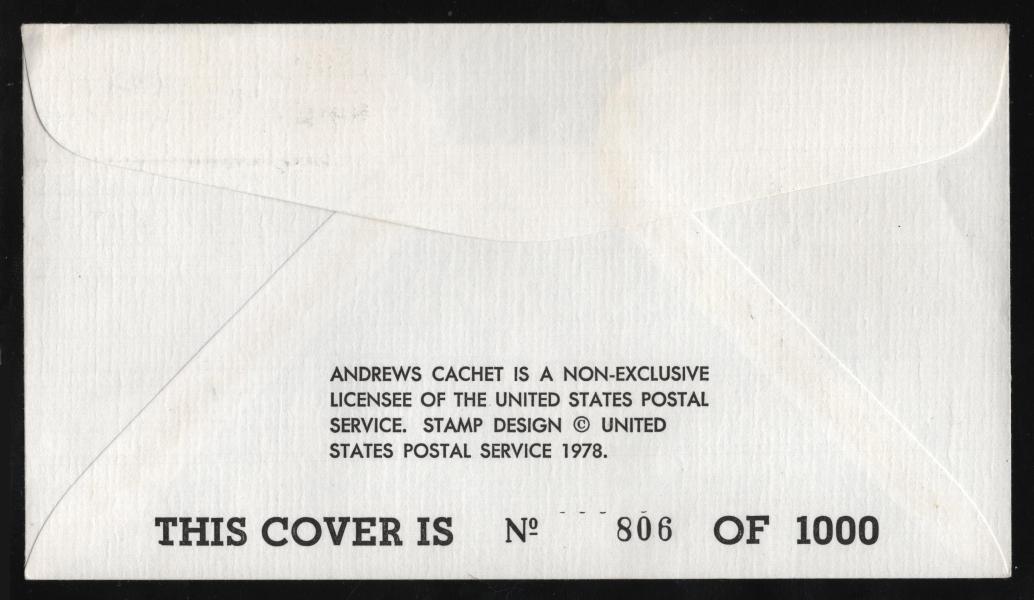 ANDREWS CACHET IS A NON-EXCLUSIVE
LICENSEE OF THE UNITED STATES POSTAL
SERVICE. STAMP DESIGN © UNITED
STATES POSTAL SERVICE 1978.
THIS COVER IS Nº 806 OF 1000